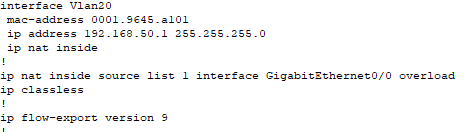 interface Vlan20
mac-address 0001.9645.a101
ip address 192.168.50.1 255.255.255.0
ip nat inside
!
ip nat inside source list 1 interface GigabitEthernet0/0 overload
ip classless
!
ip flow-export version 9
!